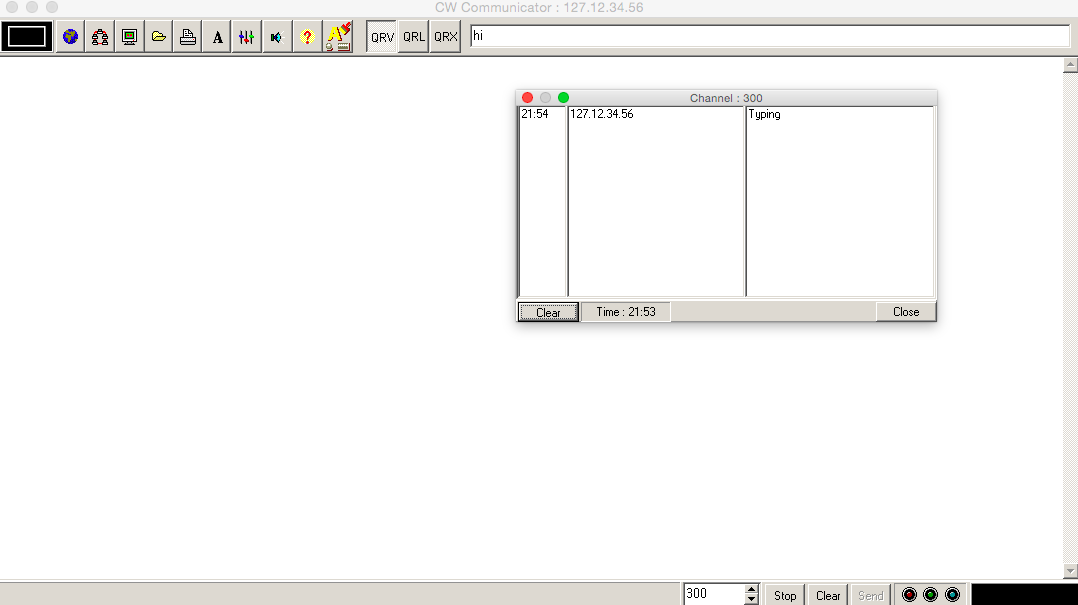 CW Communicator : 127.12.34.56
A ? A QRV QRL QRX hi
Channel : 300
21:54 127.12.34.56 Typing
Clear Time : 21:53 Close
300 Stop Clear Send